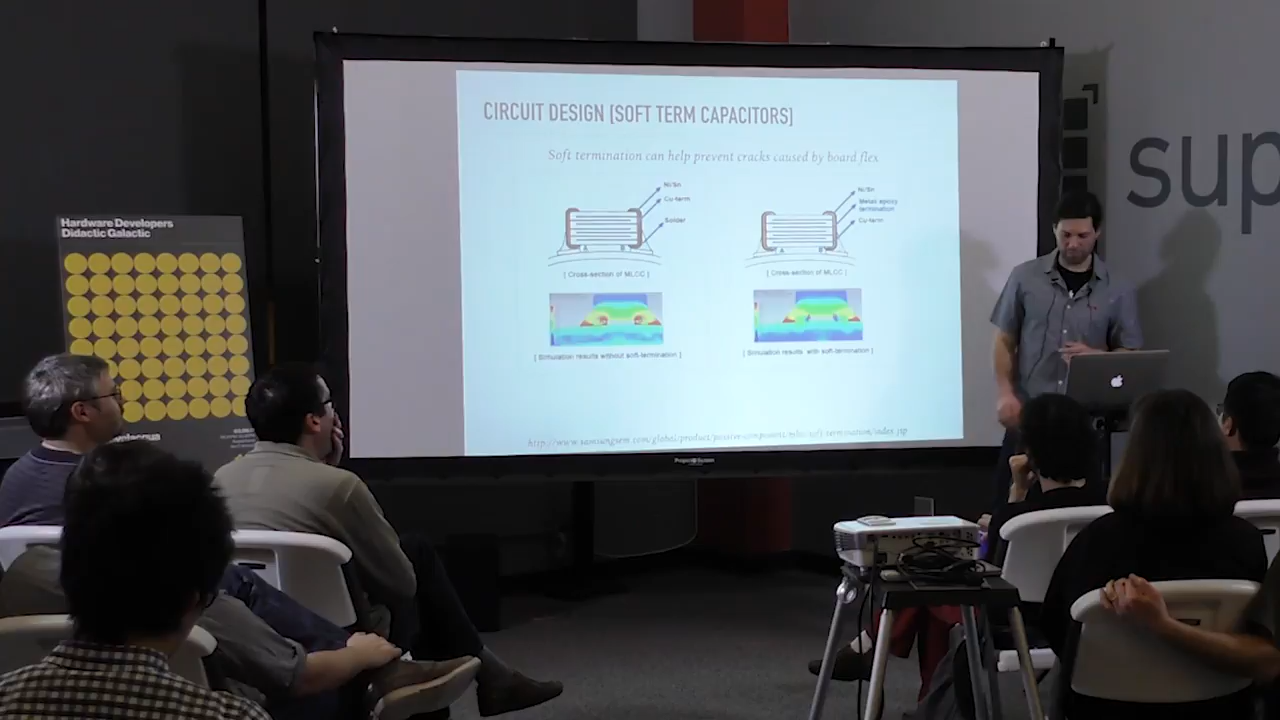 CIRCUIT DESIGN [SOFT TERM CAPACITORS]
Soft termination can help prevent cracks caused by board flex
Ni/Sn
Cu-term
Solder
[ Cross-section of MLCC ]
Ni/Sn
Metal epoxy
termination
Cu-term
[ Cross-section of MLCC ]
[ Simulation results without soft-termination ]
[ Simulation results with soft-termination ]
Hardware Developers
Didactic Galactic
sup